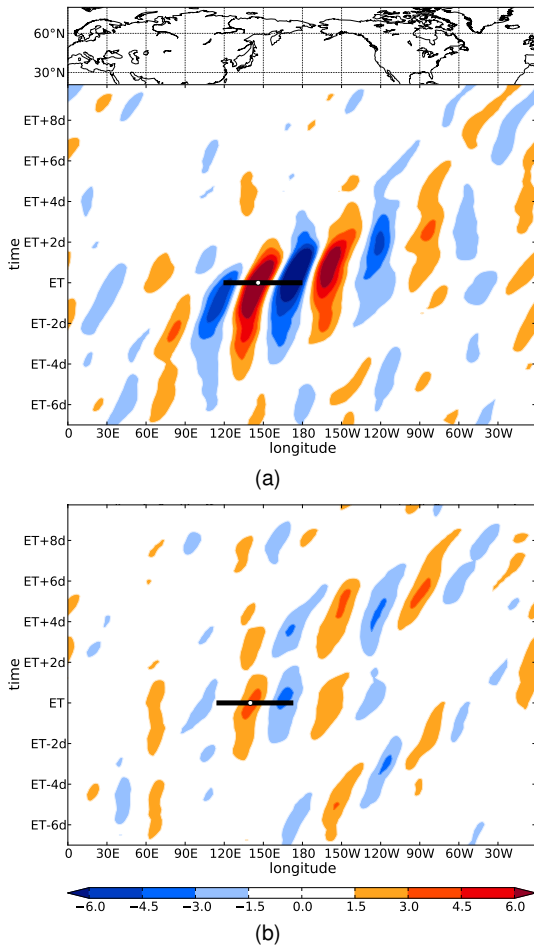 60°N
30°N
ET+8d
ET+6d
ET+4d
ET+2d
ET
ET-2d
ET-4d
ET-6d
time
0 30E 60E 90E 120E 150E 180 150W 120W 90W 60W 30W
longitude
(a)
ET+8d
ET+6d
ET+4d
ET+2d
ET
ET-2d
ET-4d
ET-6d
time
0 30E 60E 90E 120E 150E 180 150W 120W 90W 60W 30W
longitude
−6.0 −4.5 −3.0 −1.5 0.0 1.5 3.0 4.5 6.0
(b)